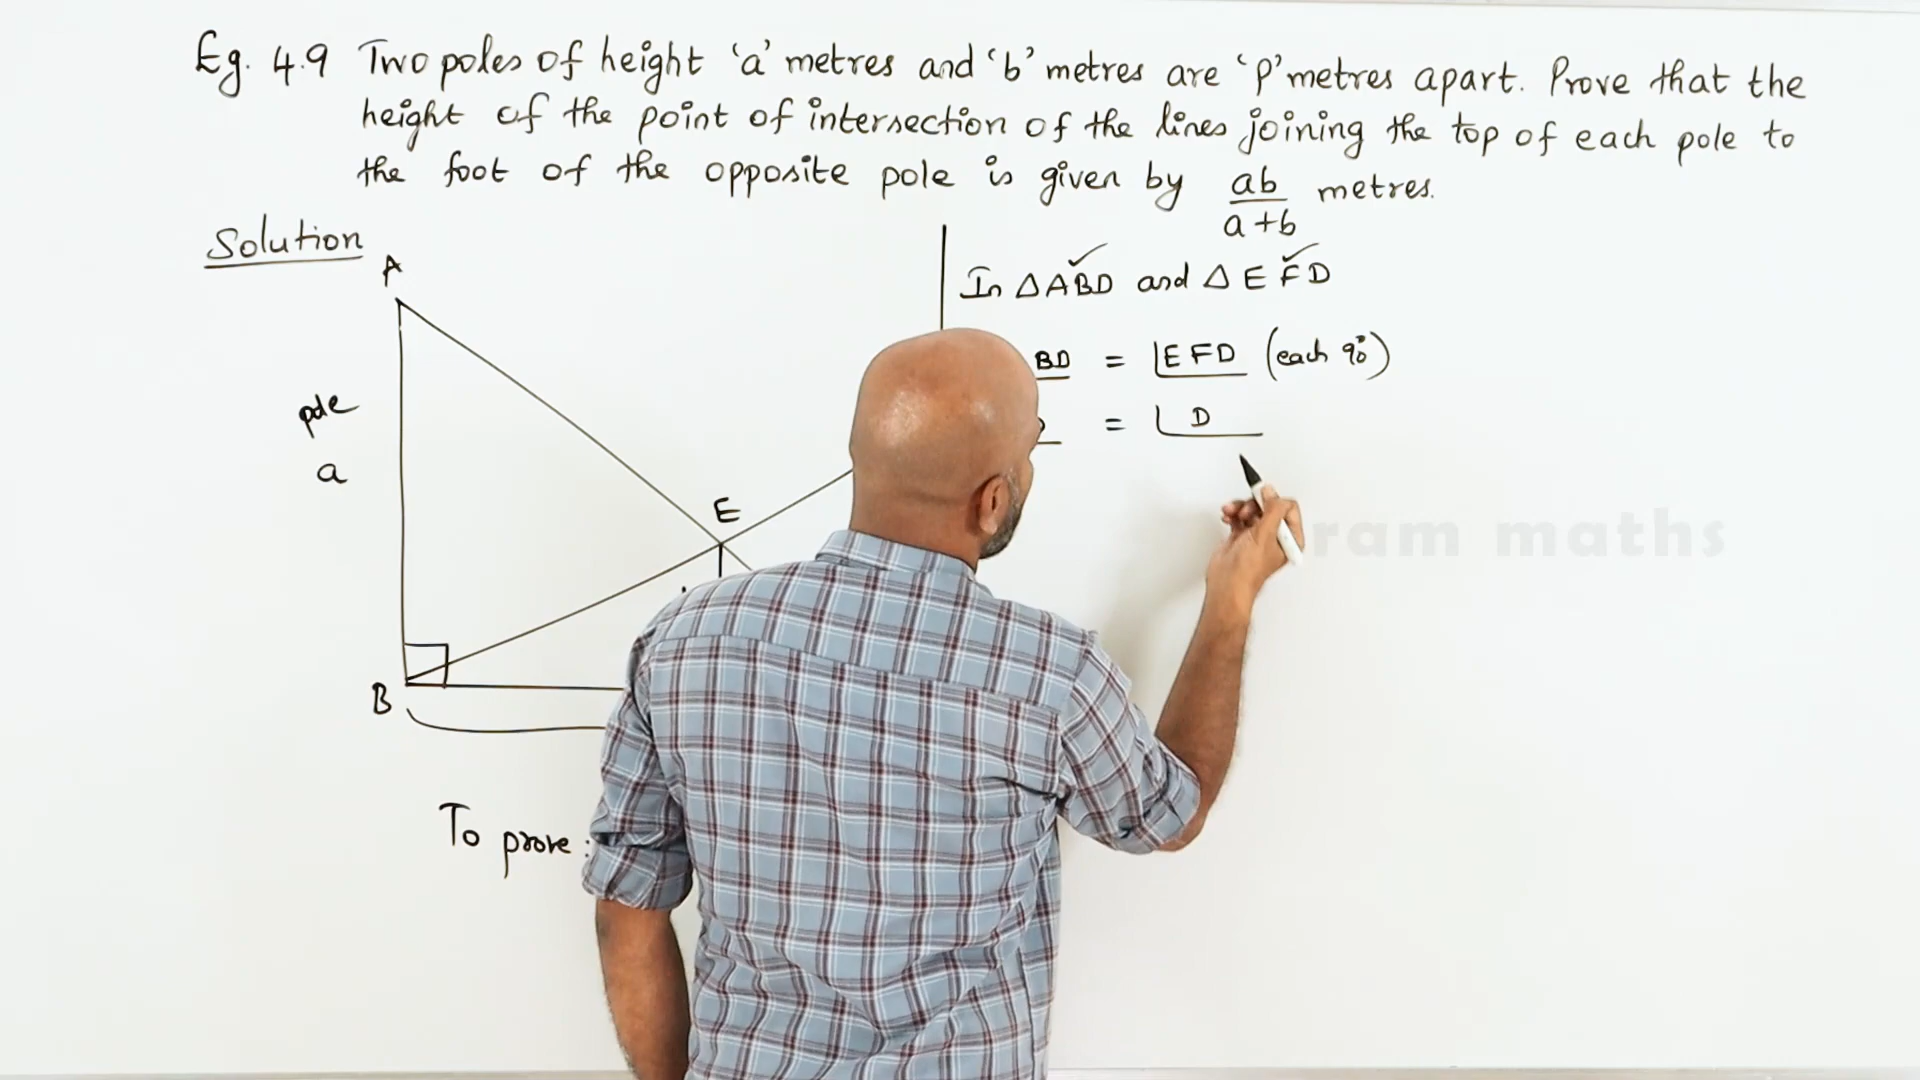 Eg. 4.9 Two poles of height 'a' metres and 'b' metres are 'p' metres apart. Prove that the
height of the point of intersection of the lines joining the top of each pole to
the foot of the opposite pole is given by ab/a+b metres.
Solution
A
pole
a
E
B
To prove:
In △ABD and △EFD
BD = ∠EFD (each 90°)
= ∠D
ram maths